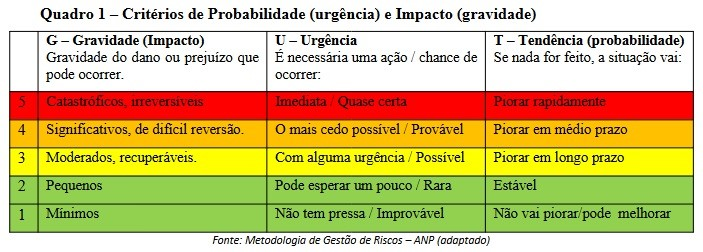 Quadro 1 – Critérios de Probabilidade (urgência) e Impacto (gravidade)
G – Gravidade (Impacto)
Gravidade do dano ou prejuízo que
pode ocorrer.
U – Urgência
É necessária uma ação / chance de
ocorrer:
T – Tendência (probabilidade)
Se nada for feito, a situação vai:
5 Catastróficos, irreversíveis Imediata / Quase certa Piorar rapidamente
4 Significativos, de difícil reversão. O mais cedo possível / Provável Piorar em médio prazo
3 Moderados, recuperáveis. Com alguma urgência / Possível Piorar em longo prazo
2 Pequenos Pode esperar um pouco / Rara Estável
1 Mínimos Não tem pressa / Improvável Não vai piorar/pode melhorar
Fonte: Metodologia de Gestão de Riscos – ANP (adaptado)